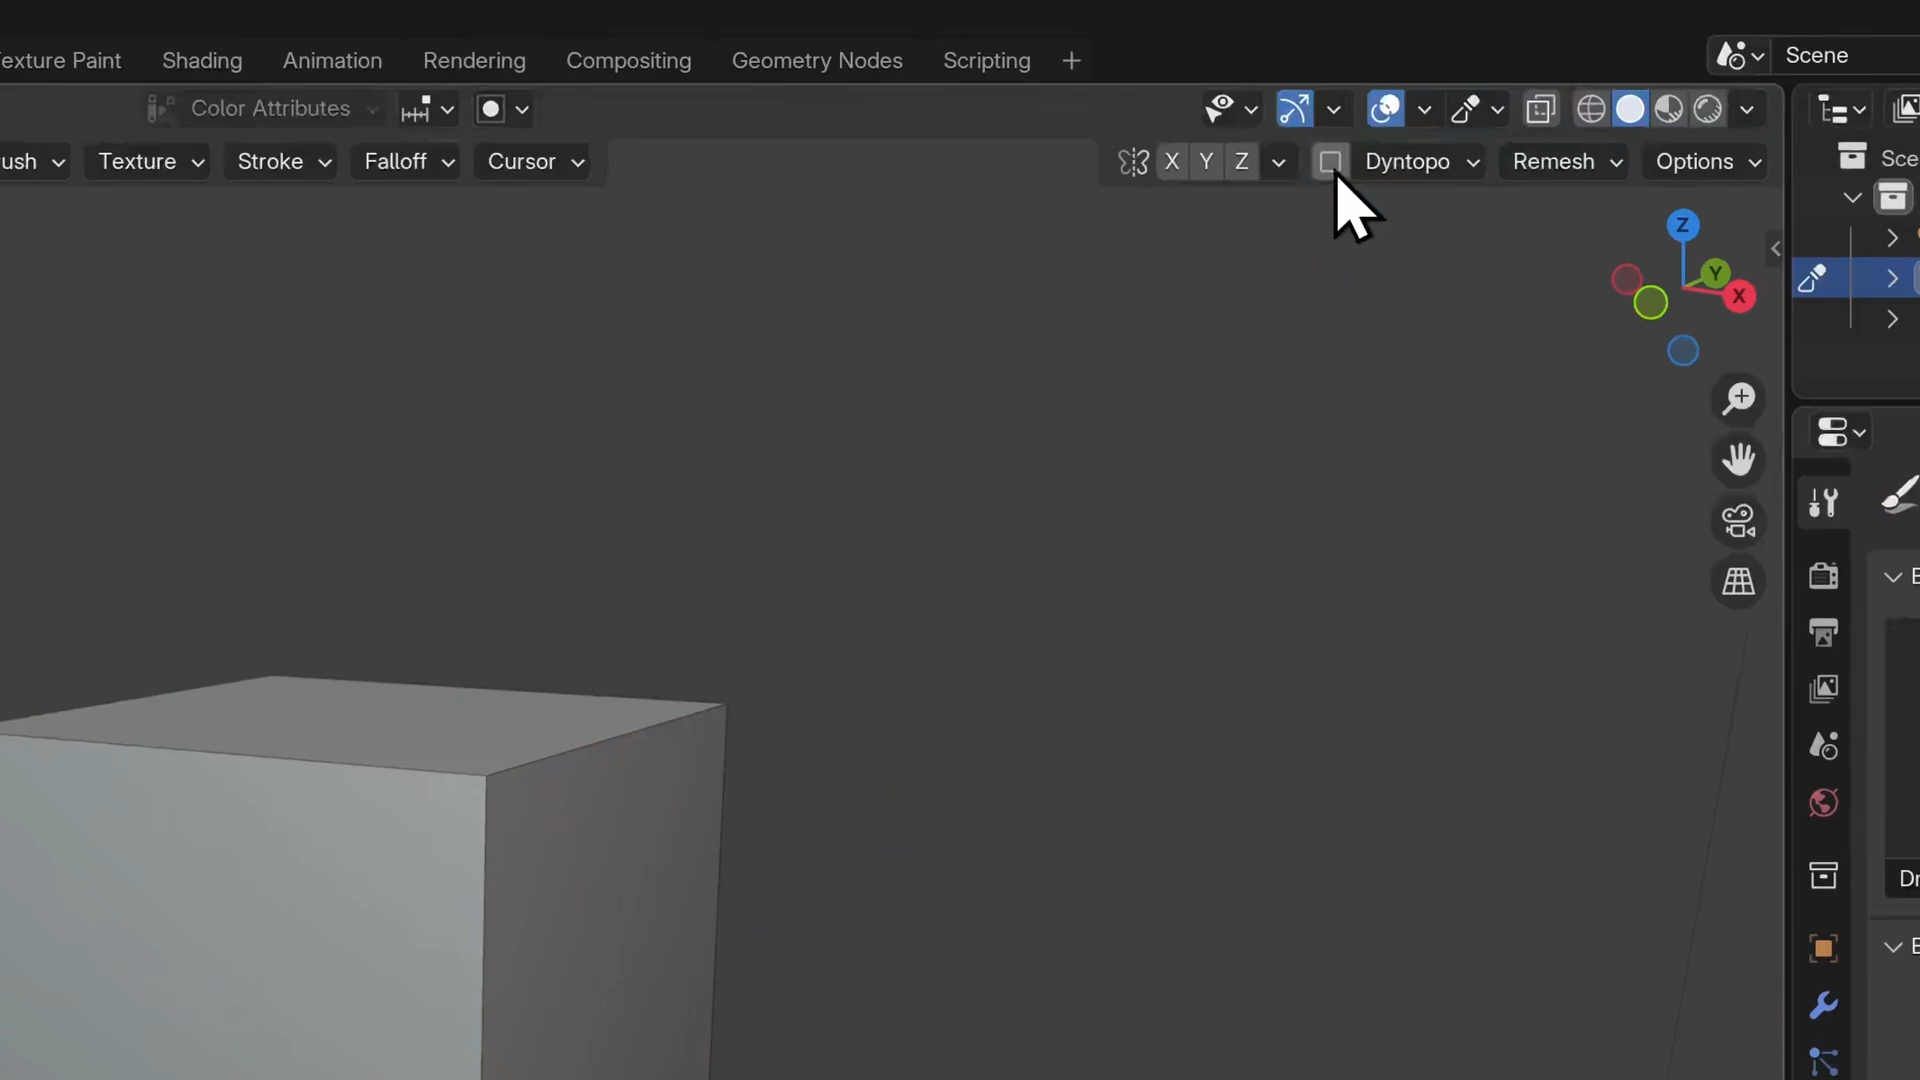 exture Paint Shading Animation Rendering Compositing Geometry Nodes Scripting + Scene
Color Attributes
ush Texture Stroke Falloff Cursor X Y Z Dyntopo Remesh Options Sce
Z
Y
X
E
Dr
E